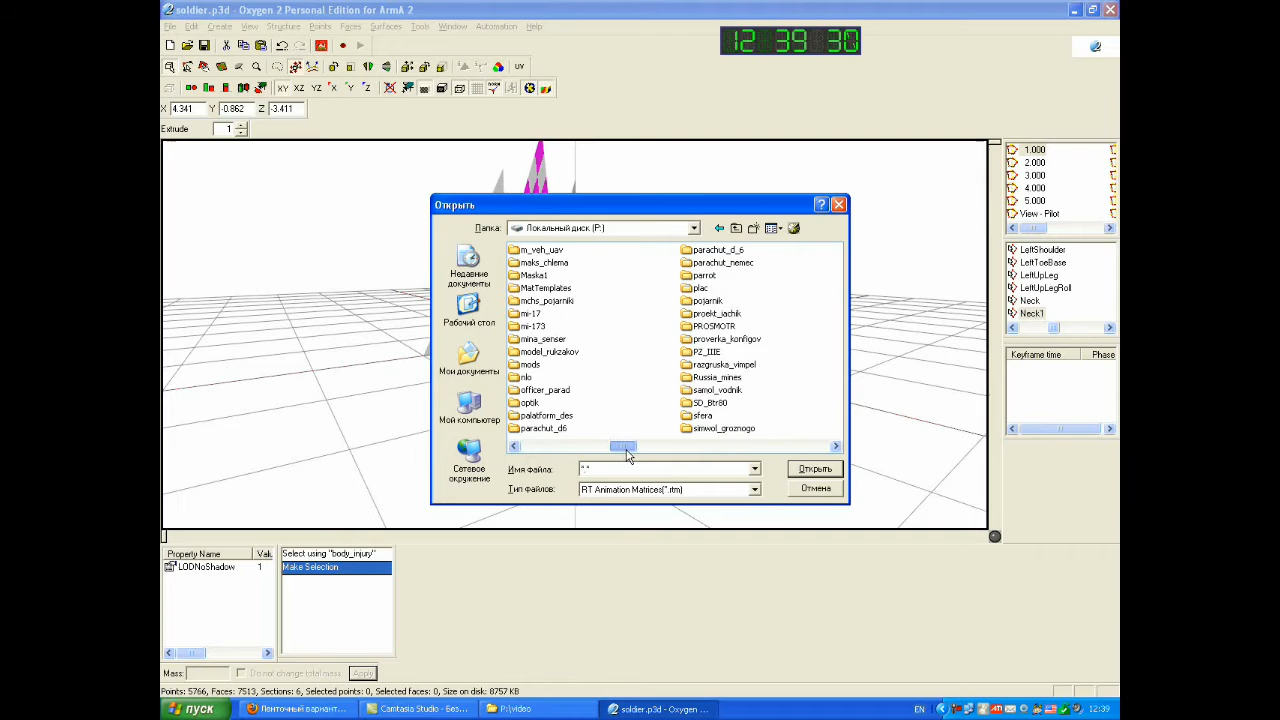 soldier.p3d - Oxygen 2 Personal Edition for ArmA 2
File Edit Create View Structure Points Faces Surfaces Tools Window Automation Help
12 39 30
UV
XY XZ YZ X Y Z
X 4.341 Y -0.862 Z -3.411
Extrude 1
1.000
2.000
3.000
4.000
5.000
View - Pilot
LeftShoulder
LeftToeBase
LeftUpLeg
LeftUpLegRoll
Neck
Neck1
Keyframe time Phase
Открыть
Папка: Локальный диск (P:)
Недавние документы
Рабочий стол
Мои документы
Мой компьютер
Сетевое окружение
m_veh_uav
maks_chlema
Maska1
MatTemplates
mchs_pojarniki
mi-17
mi-173
mina_senser
model_rukzakov
mods
nlo
officer_parad
optik
palatform_des
parachut_d6
parachut_d_6
parachut_nemec
parrot
plac
pojarnik
proekt_iachik
PROSMOTR
proverka_konfigov
PZ_IIIE
razgruska_vimpel
Russia_mines
samol_vodnik
SD_Btr80
sfera
simwol_groznogo
Имя файла: *.* Открыть
Тип файлов: RT Animation Matrices(*.rtm) Отмена
Property Name Valu
LODNoShadow 1
Select using "body_injury"
Make Selection
Mass: Do not change total mass Apply
Points: 5766, Faces: 7513, Sections: 6, Selected points: 0, Selected faces: 0, Size on disk: 8757 KB
пуск Ленточный вариант... Camtasia Studio - Без... P:\video soldier.p3d - Oxygen ... EN 12:39